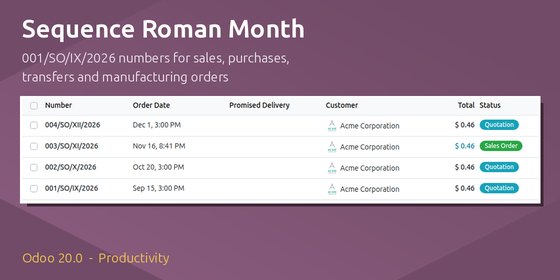 Sequence Roman Month
001/SO/IX/2026 numbers for sales, purchases,
transfers and manufacturing orders
Number Order Date Promised Delivery Customer Total Status
004/SO/XII/2026 Dec 1, 3:00 PM Acme Corporation $ 0.46 Quotation
003/SO/XI/2026 Nov 16, 8:41 PM Acme Corporation $ 0.46 Sales Order
002/SO/X/2026 Oct 20, 3:00 PM Acme Corporation $ 0.46 Quotation
001/SO/IX/2026 Sep 15, 3:00 PM Acme Corporation $ 0.46 Quotation
Odoo 20.0 - Productivity